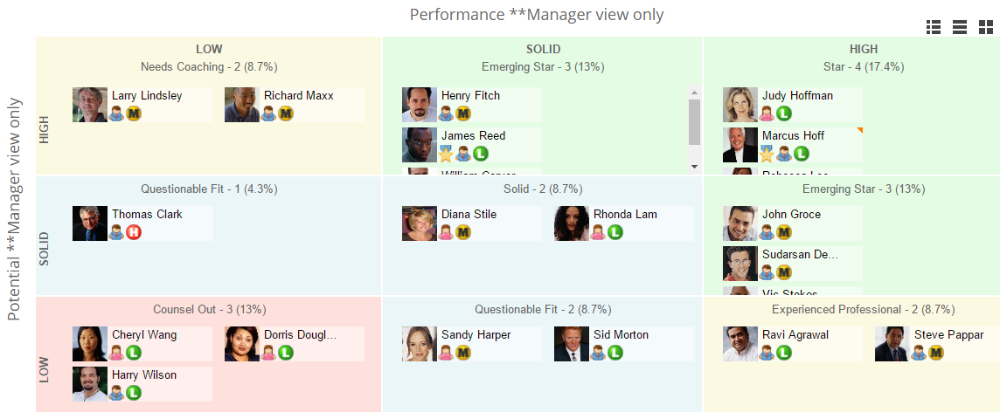 Performance **Manager view only
Potential **Manager view only
LOW
SOLID
HIGH
HIGH
Needs Coaching - 2 (8.7%)
Emerging Star - 3 (13%)
Star - 4 (17.4%)
Larry Lindsley
M
Richard Maxx
M
Henry Fitch
M
James Reed
L
William Carver
Judy Hoffman
L
Marcus Hoff
L
Rebecca Lee
SOLID
Questionable Fit - 1 (4.3%)
Solid - 2 (8.7%)
Emerging Star - 3 (13%)
Thomas Clark
H
Diana Stile
M
Rhonda Lam
L
John Groce
M
Sudarsan De...
M
Vic Stokes
LOW
Counsel Out - 3 (13%)
Questionable Fit - 2 (8.7%)
Experienced Professional - 2 (8.7%)
Cheryl Wang
L
Dorris Dougl...
L
Harry Wilson
L
Sandy Harper
M
Sid Morton
L
Ravi Agrawal
L
Steve Pappar
M